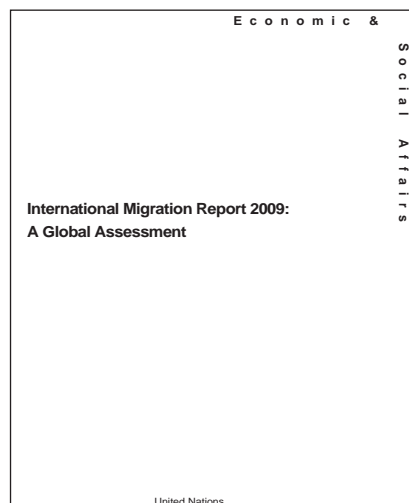 Economic &
Social Affairs
International Migration Report 2009:
A Global Assessment
United Nations